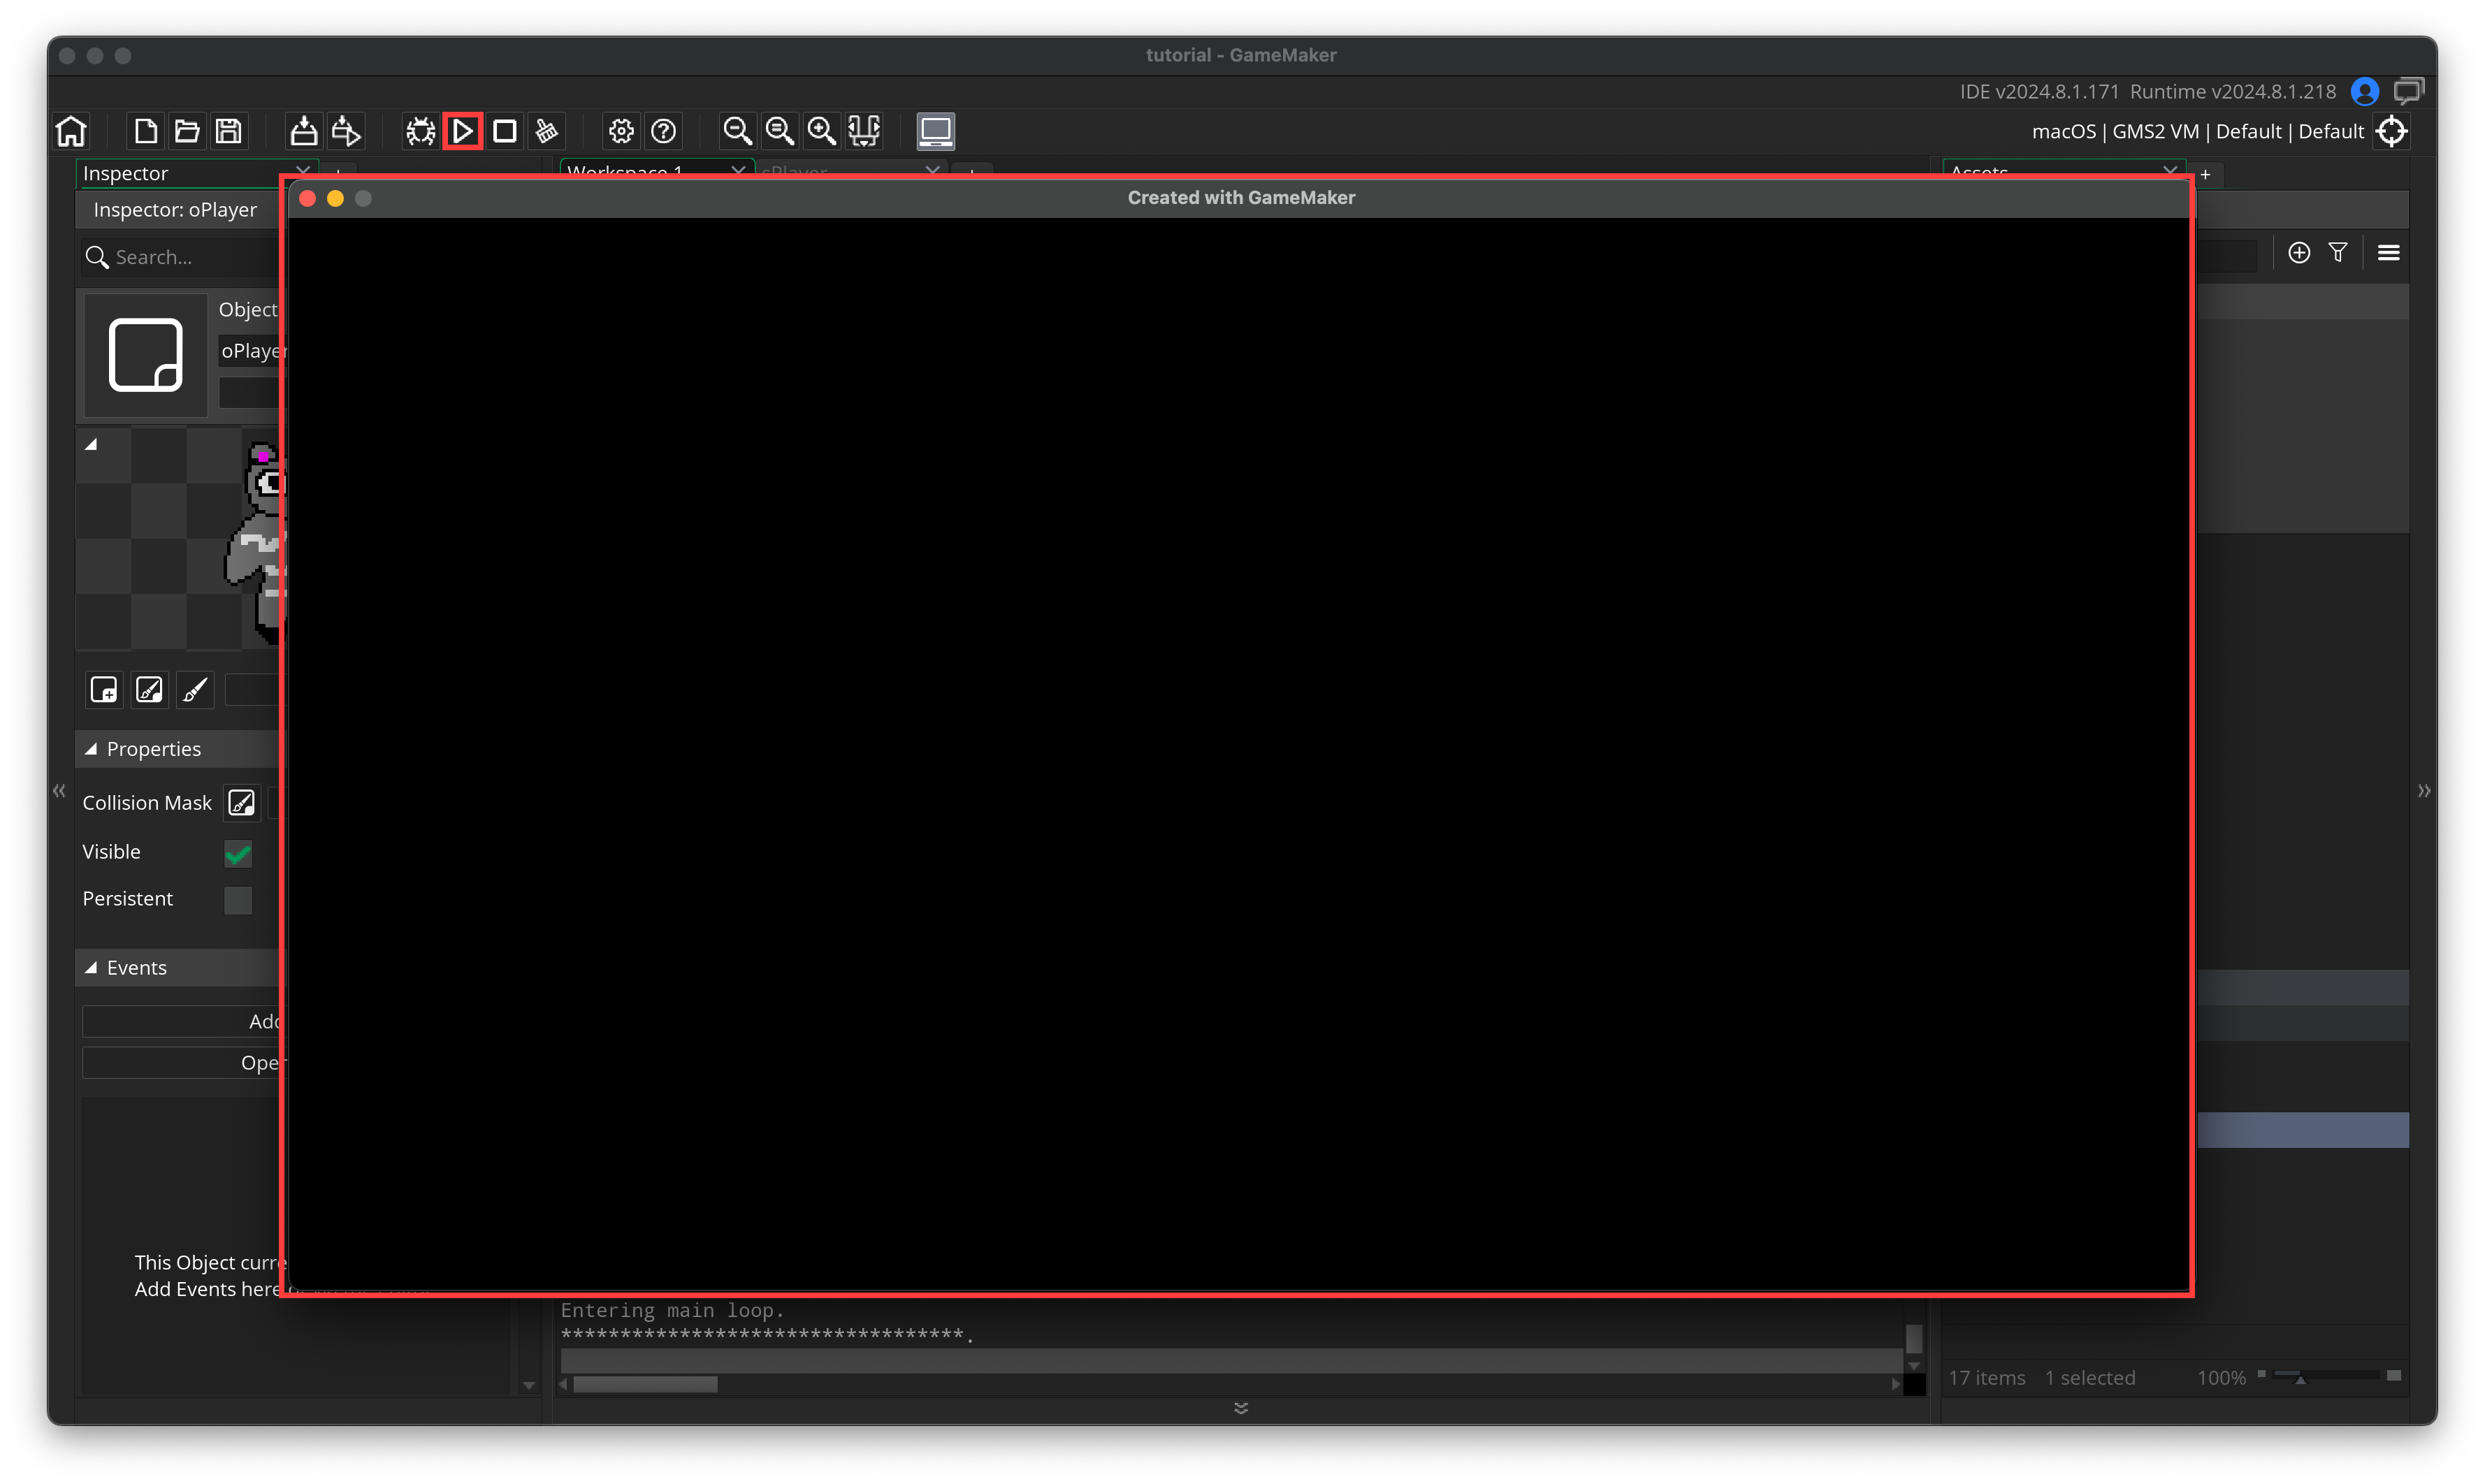 tutorial - GameMaker
IDE v2024.8.1.171 Runtime v2024.8.1.218
macOS | GMS2 VM | Default | Default
Inspector
Workspace 1
sPlayer
Assets
Created with GameMaker
Inspector: oPlayer
Search...
Object
oPlayer
Properties
Collision Mask
Visible
Persistent
Events
Add
Ope
This Object curre
Add Events here
Entering main loop.
**********************************.
17 items 1 selected 100%